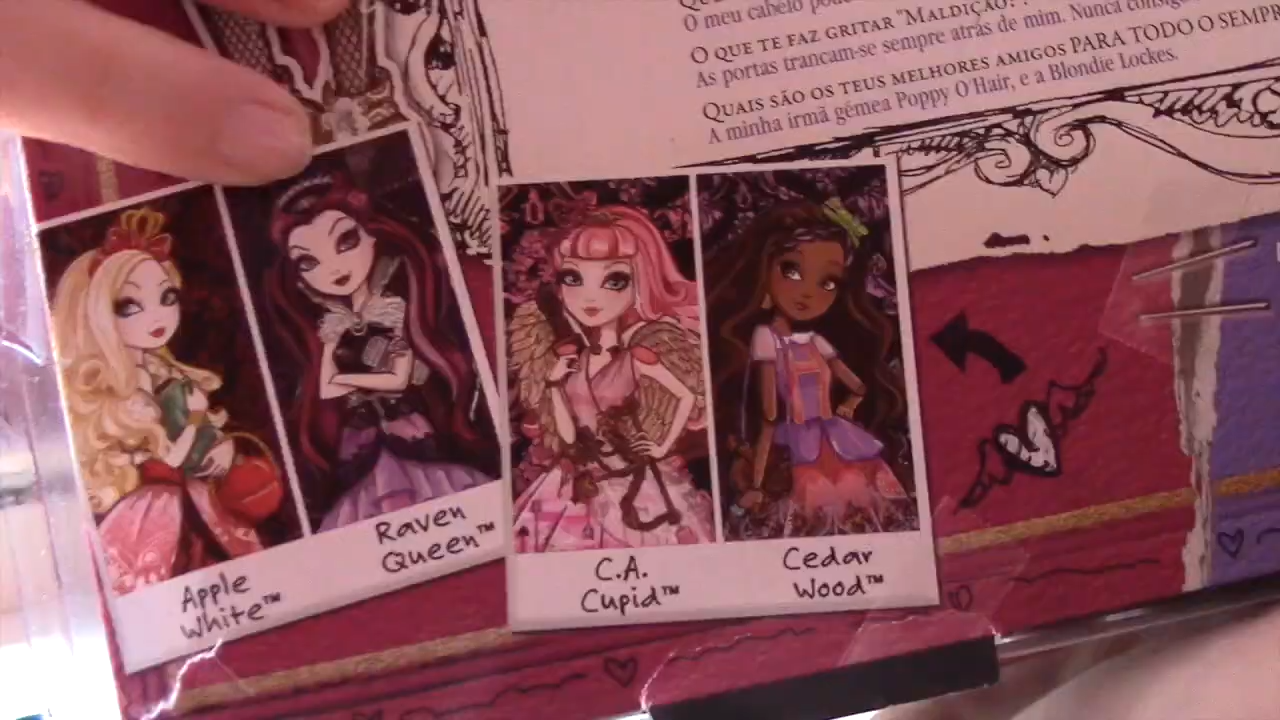 O meu cabelo
O QUE TE FAZ GRITAR "MALDIÇÃO?".
As portas trancam-se sempre atrás de mim. Nunca
QUAIS SÃO OS TEUS MELHORES AMIGOS PARA TODO O SEMPR
A minha irmã gémea Poppy O'Hair, e a Blondie Lockes.
Apple
White™
Raven
Queen™
C.A.
Cupid™
Cedar
Wood™